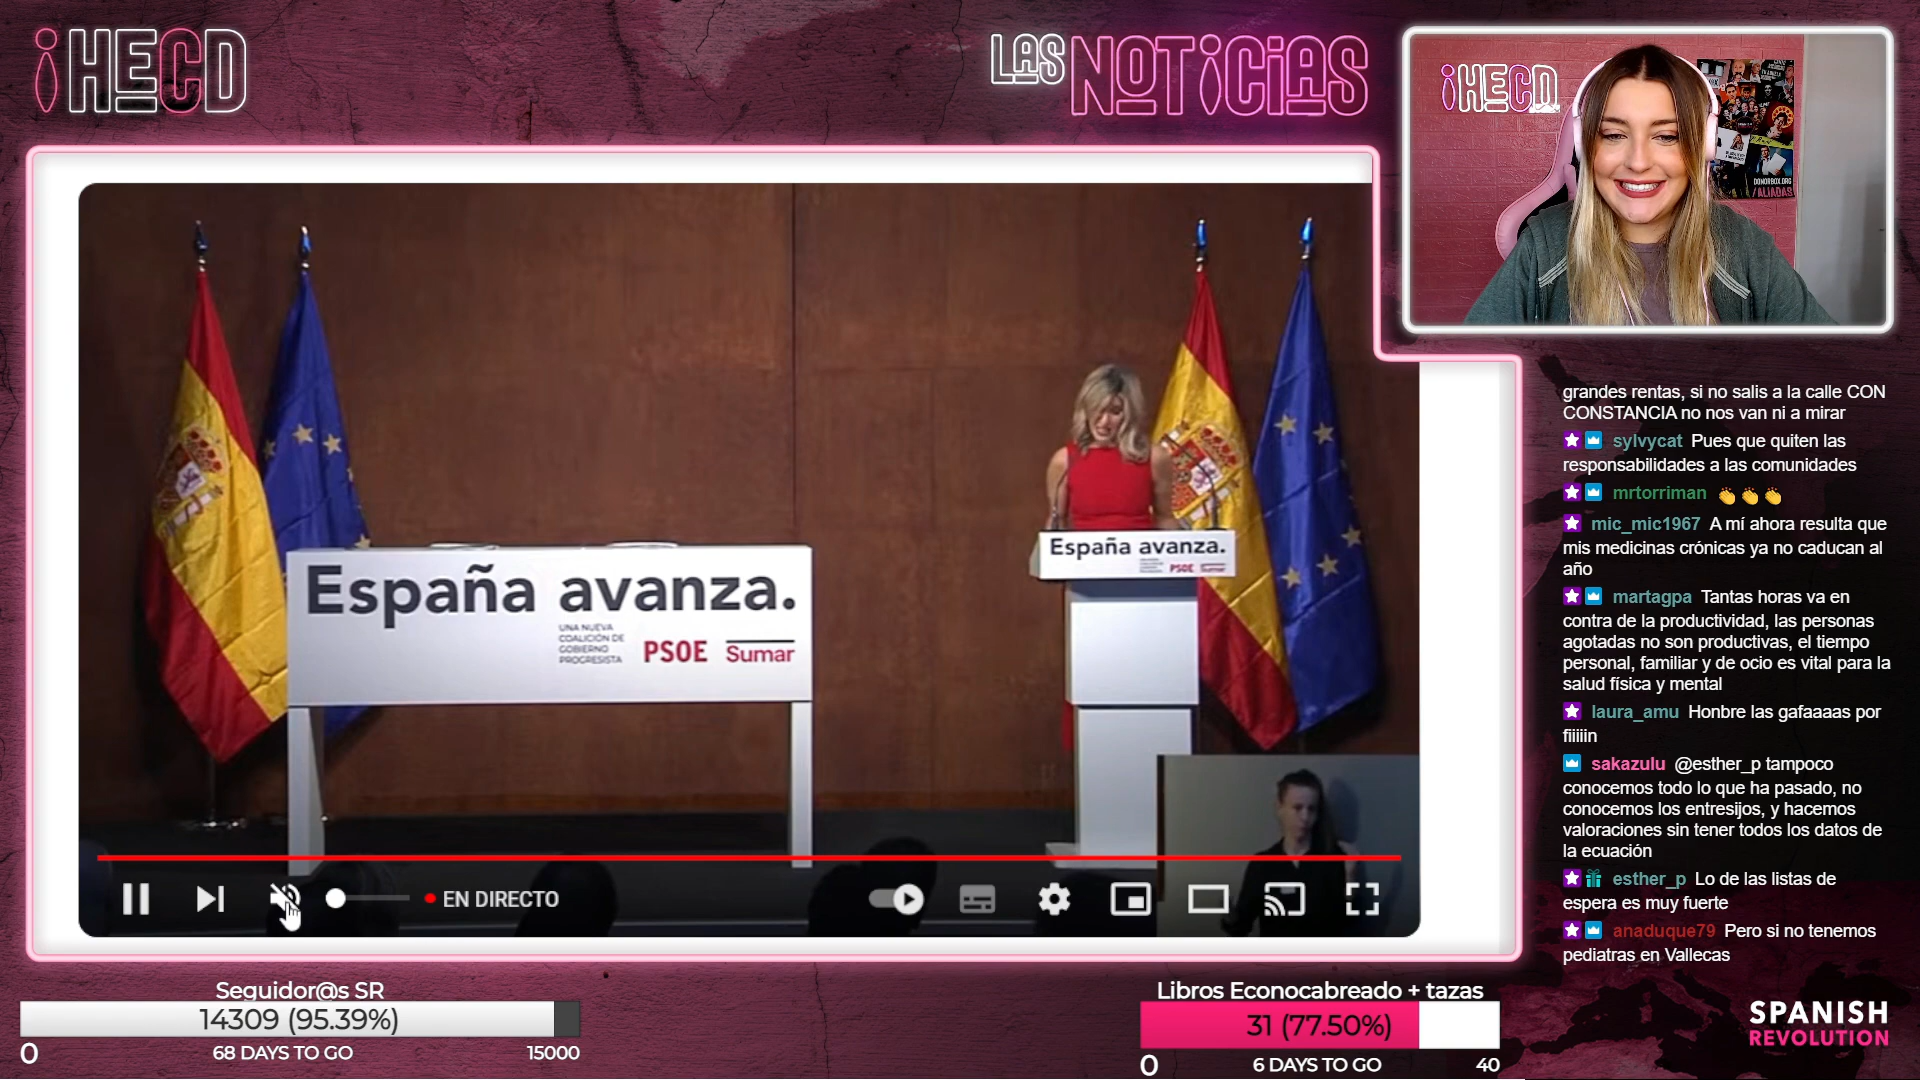 ¡HECD
LAS NOTICIAS
¡HECD
DONORBOX.ORG
/ALIADAS
España avanza.
PSOE Sumar
España avanza.
UNA NUEVA
COALICIÓN DE
GOBIERNO
PROGRESISTA
PSOE Sumar
EN DIRECTO
grandes rentas, si no salis a la calle CON
CONSTANCIA no nos van ni a mirar
sylvycat Pues que quiten las
responsabilidades a las comunidades
mrtorriman 👏👏👏
mic_mic1967 A mí ahora resulta que
mis medicinas crónicas ya no caducan al
año
martagpa Tantas horas va en
contra de la productividad, las personas
agotadas no son productivas, el tiempo
personal, familiar y de ocio es vital para la
salud física y mental
laura_amu Honbre las gafaaaas por
fiiiiin
sakazulu @esther_p tampoco
conocemos todo lo que ha pasado, no
conocemos los entresijos, y hacemos
valoraciones sin tener todos los datos de
la ecuación
esther_p Lo de las listas de
espera es muy fuerte
anaduque79 Pero si no tenemos
pediatras en Vallecas
Seguidor@s SR
14309 (95.39%)
0 68 DAYS TO GO 15000
Libros Econocabreado + tazas
31 (77.50%)
0 6 DAYS TO GO 40
SPANISH
REVOLUTION